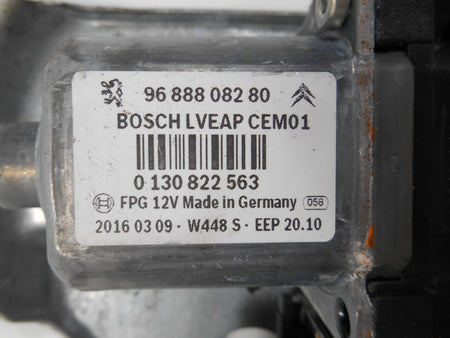 96 888 082 80
BOSCH LVEAP CEM01
0 130 822 563
FPG 12V Made in Germany 056
2016 03 09 - W448 S - EEP 20.10